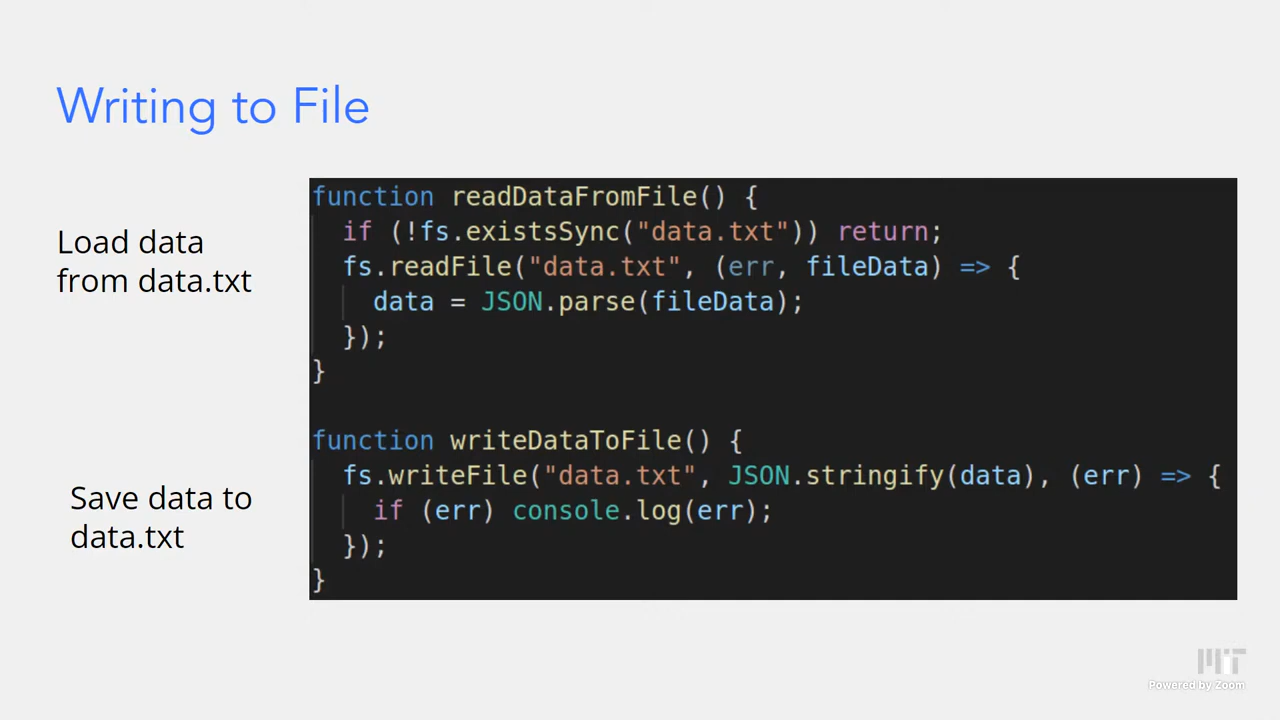 Writing to File
Load data
from data.txt
function readDataFromFile() {
  if (!fs.existsSync("data.txt")) return;
  fs.readFile("data.txt", (err, fileData) => {
    data = JSON.parse(fileData);
  });
}
Save data to
data.txt
function writeDataToFile() {
  fs.writeFile("data.txt", JSON.stringify(data), (err) => {
    if (err) console.log(err);
  });
}
MIT
Powered by Zoom